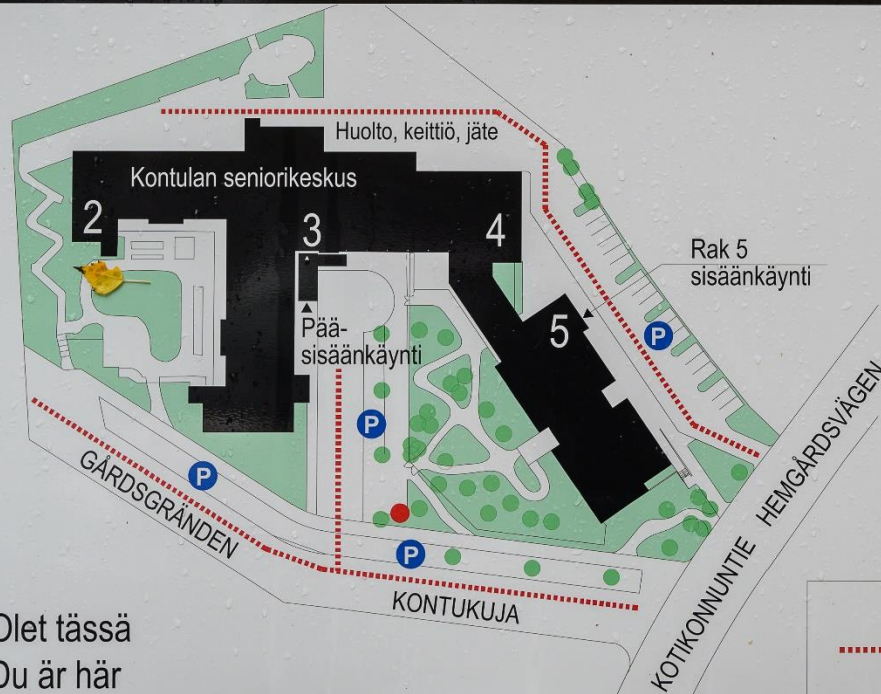 Huolto, keittiö, jäte
Kontulan seniorikeskus
2
3
4
Rak 5
sisäänkäynti
5
P
Pää-
sisäänkäynti
P
P
P
GÅRDSGRÄNDEN
KONTUKUJA
KOTIKONNUNTIE HEMGÅRDSVÄGEN
Olet tässä
Du är här